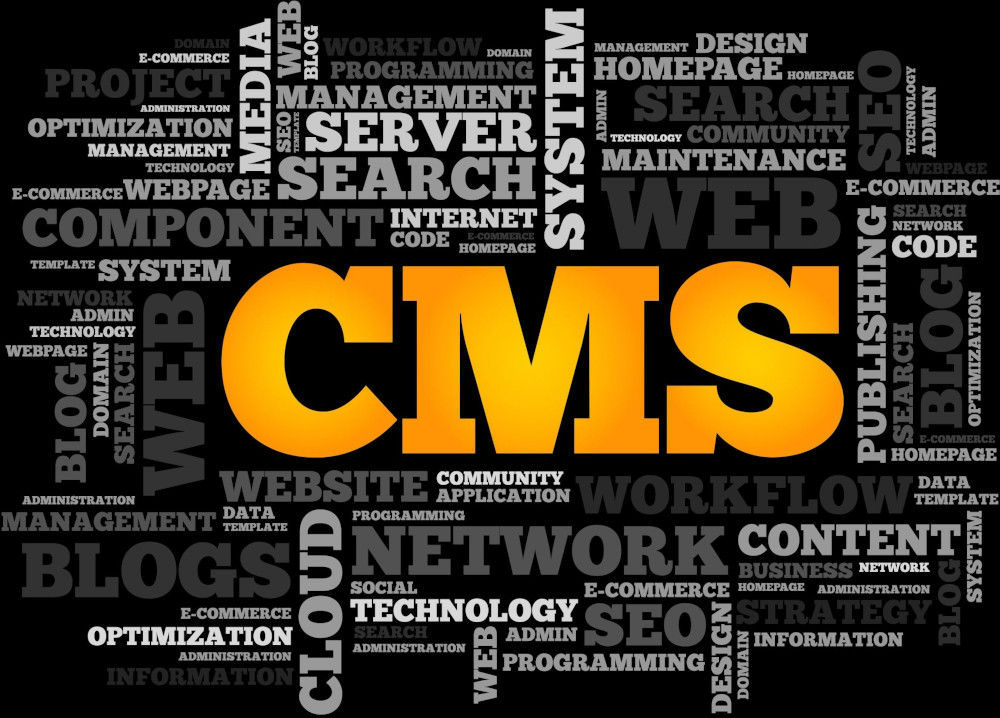 DOMAIN
E-COMMERCE
PROJECT
ADMINISTRATION
OPTIMIZATION
MANAGEMENT
TECHNOLOGY
E-COMMERCE
WEBPAGE
MEDIA
WEB
BLOG
WORKFLOW
DOMAIN
PROGRAMMING
MANAGEMENT
SEO
TEMPLATE
SERVER
SEARCH
SYSTEM
MANAGEMENT
DESIGN
HOMEPAGE
HOMEPAGE
ADMIN
SEARCH
TECHNOLOGY
COMMUNITY
MAINTENANCE
SEO
TECHNOLOGY
ADMIN
WEBPAGE
WEB
E-COMMERCE
COMPONENT
INTERNET
CODE
E-COMMERCE
HOMEPAGE
PUBLISHING
SEARCH
NETWORK
CODE
TEMPLATE
SYSTEM
NETWORK
ADMIN
TECHNOLOGY
WEBPAGE
BLOG
DOMAIN
SEARCH
WEB
CMS
SEARCH
BLOG
OPTIMIZATION
E-COMMERCE
HOMEPAGE
ADMINISTRATION
MANAGEMENT
WEBSITE
COMMUNITY
APPLICATION
WORKFLOW
DATA
TEMPLATE
DATA
TEMPLATE
CLOUD
PROGRAMMING
NETWORK
CONTENT
SYSTEM
BLOGS
BUSINESS
NETWORK
SOCIAL
E-COMMERCE
HOMEPAGE
ADMINISTRATION
BLOG
E-COMMERCE
OPTIMIZATION
ADMINISTRATION
INFORMATION
TECHNOLOGY
SEARCH
ADMINISTRATION
WEB
ADMIN
SEO
PROGRAMMING
DESIGN
DOMAIN
STRATEGY
INFORMATION